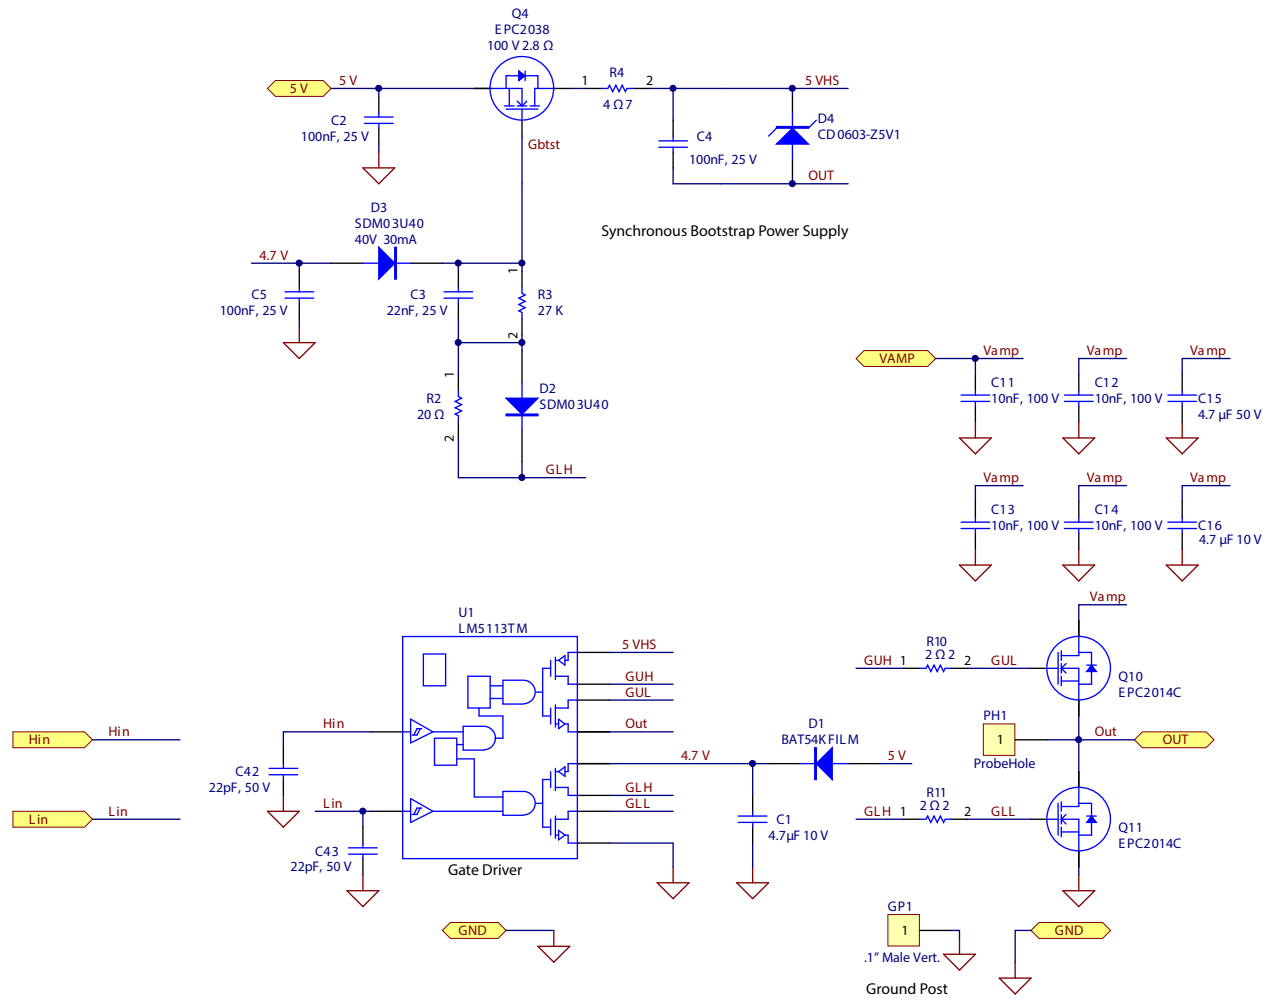 Q4
EPC2038
100 V 2.8 Ω
5 V
5 V
C2
100nF, 25 V
1
R4
2
4 Ω 7
5 VHS
C4
100nF, 25 V
D4
CD0603-Z5V1
OUT
Gbtst
Synchronous Bootstrap Power Supply
D3
SDM03U40
40V 30mA
4.7 V
C5
100nF, 25 V
C3
22nF, 25 V
1
R3
27 K
2
1
R2
20 Ω
2
D2
SDM03U40
GLH
VAMP
Vamp
C11
10nF, 100 V
Vamp
C12
10nF, 100 V
Vamp
C15
4.7 µF 50 V
Vamp
C13
10nF, 100 V
Vamp
C14
10nF, 100 V
Vamp
C16
4.7 µF 10 V
U1
LM5113TM
5 VHS
GUH
GUL
Out
4.7 V
GLH
GLL
Gate Driver
Hin
Hin
Lin
Lin
Hin
C42
22pF, 50 V
Lin
C43
22pF, 50 V
D1
BAT54KFILM
5 V
C1
4.7µF 10 V
Vamp
GUH
1
R10
2 Ω 2
2
GUL
Q10
EPC2014C
PH1
1
ProbeHole
Out
OUT
GLH
1
R11
2 Ω 2
2
GLL
Q11
EPC2014C
GND
GP1
1
.1" Male Vert.
Ground Post
GND